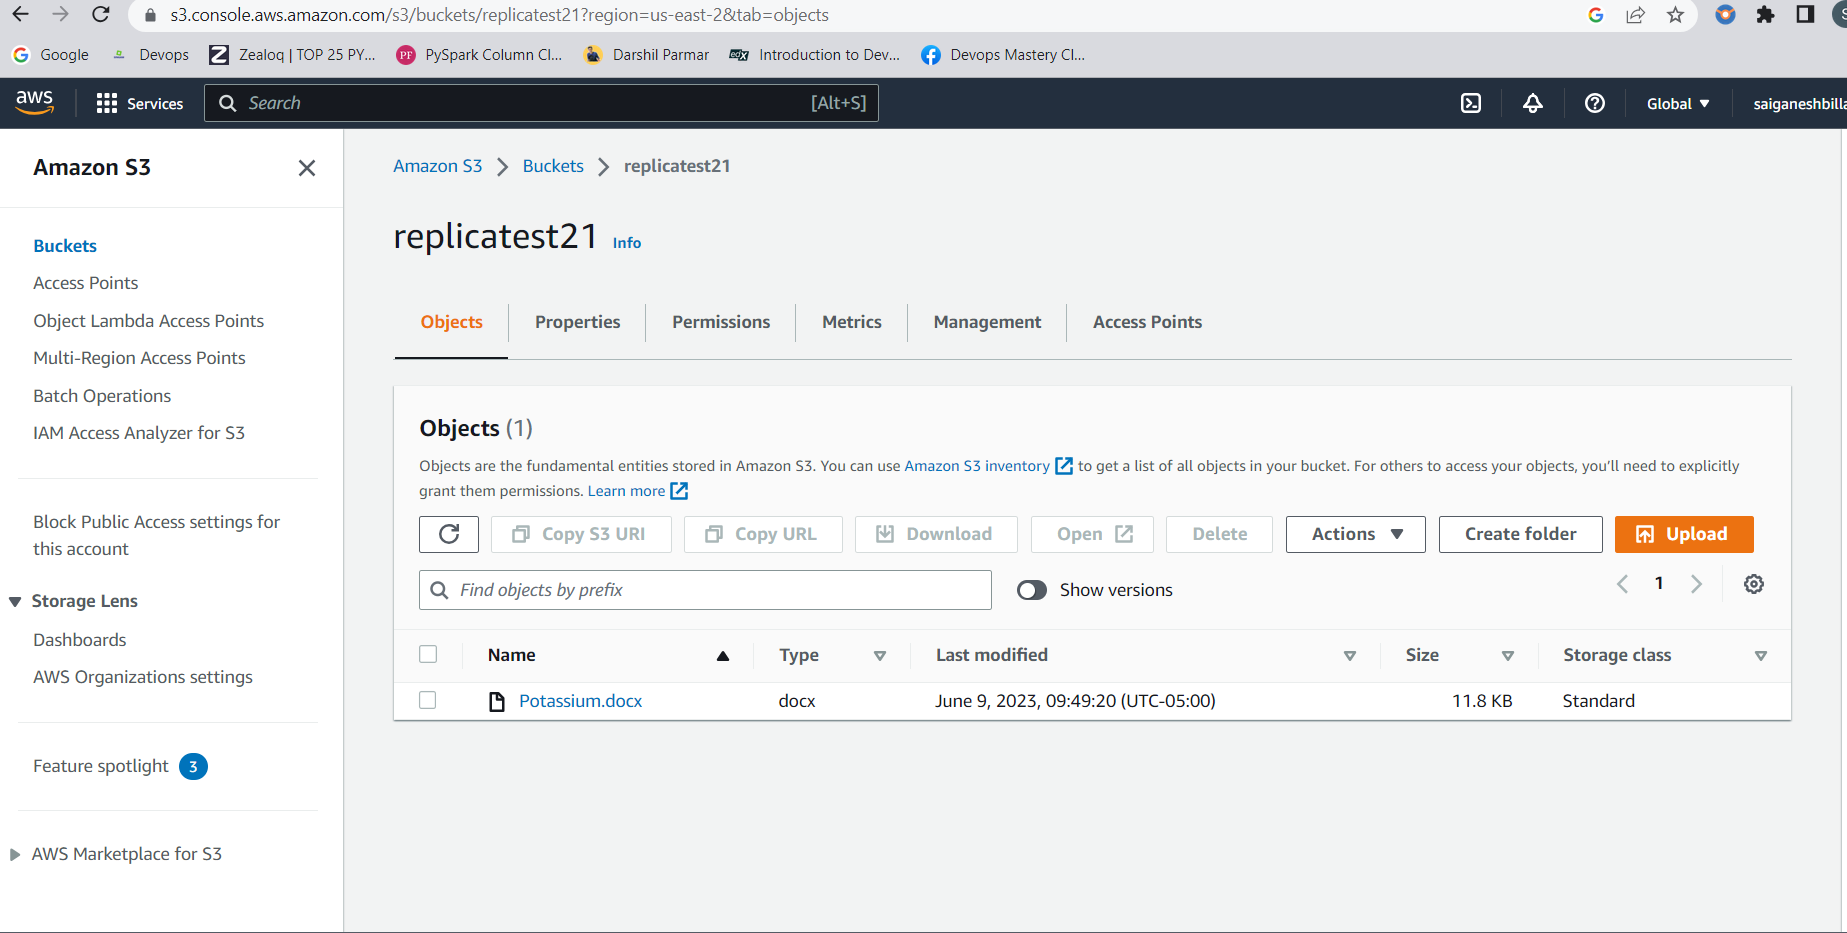 s3.console.aws.amazon.com/s3/buckets/replicatest21?region=us-east-2&tab=objects
Google Devops Zealoq | TOP 25 PY... PF PySpark Column Cl... Darshil Parmar edX Introduction to Dev... Devops Mastery Cl...
aws Services Search [Alt+S] Global saiganeshbilla
Amazon S3
Buckets
Access Points
Object Lambda Access Points
Multi-Region Access Points
Batch Operations
IAM Access Analyzer for S3
Block Public Access settings for
this account
Storage Lens
Dashboards
AWS Organizations settings
Feature spotlight 3
AWS Marketplace for S3
Amazon S3 Buckets replicatest21
replicatest21 Info
Objects Properties Permissions Metrics Management Access Points
Objects (1)
Objects are the fundamental entities stored in Amazon S3. You can use Amazon S3 inventory to get a list of all objects in your bucket. For others to access your objects, you’ll need to explicitly
grant them permissions. Learn more
Copy S3 URI Copy URL Download Open Delete Actions Create folder Upload
Find objects by prefix Show versions 1
Name Type Last modified Size Storage class
Potassium.docx docx June 9, 2023, 09:49:20 (UTC-05:00) 11.8 KB Standard